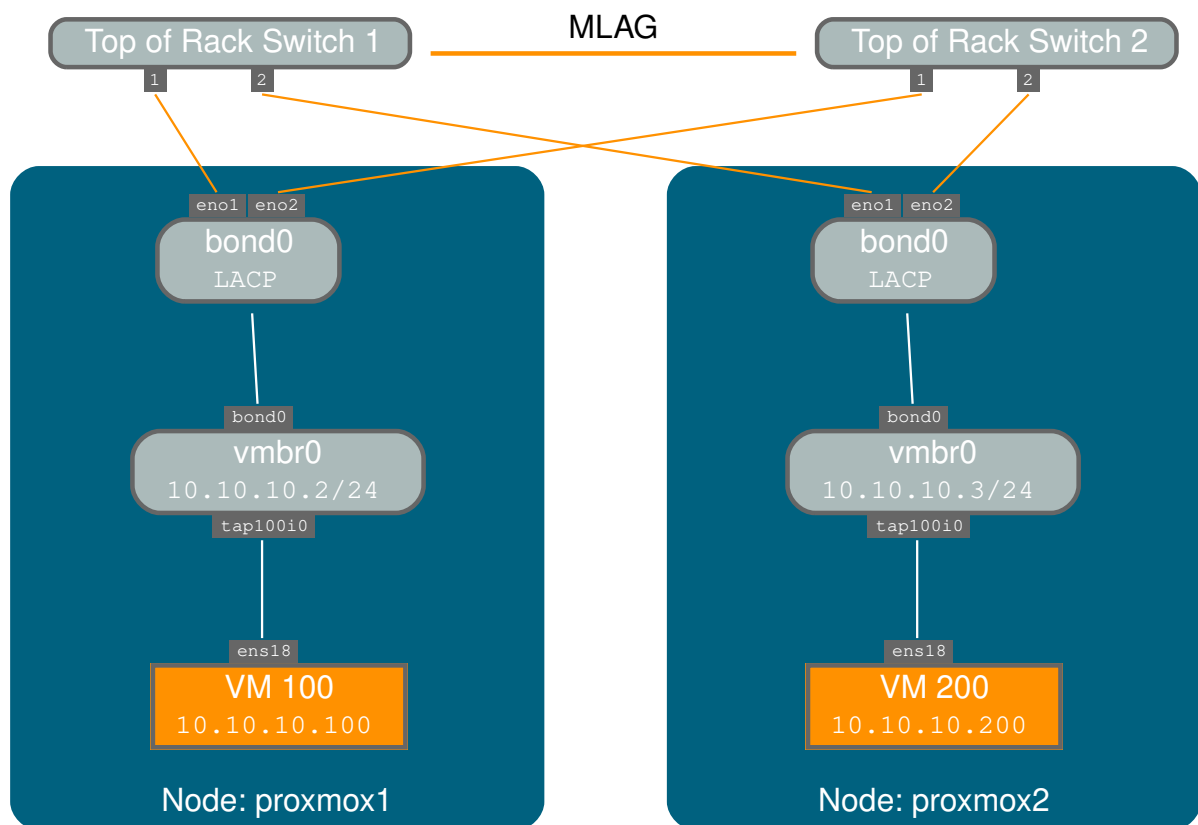 MLAG
Top of Rack Switch 1
Top of Rack Switch 2
1
2
1
2
eno1
eno2
bond0
LACP
bond0
vmbr0
10.10.10.2/24
tap100i0
ens18
VM 100
10.10.10.100
Node: proxmox1
eno1
eno2
bond0
LACP
bond0
vmbr0
10.10.10.3/24
tap100i0
ens18
VM 200
10.10.10.200
Node: proxmox2